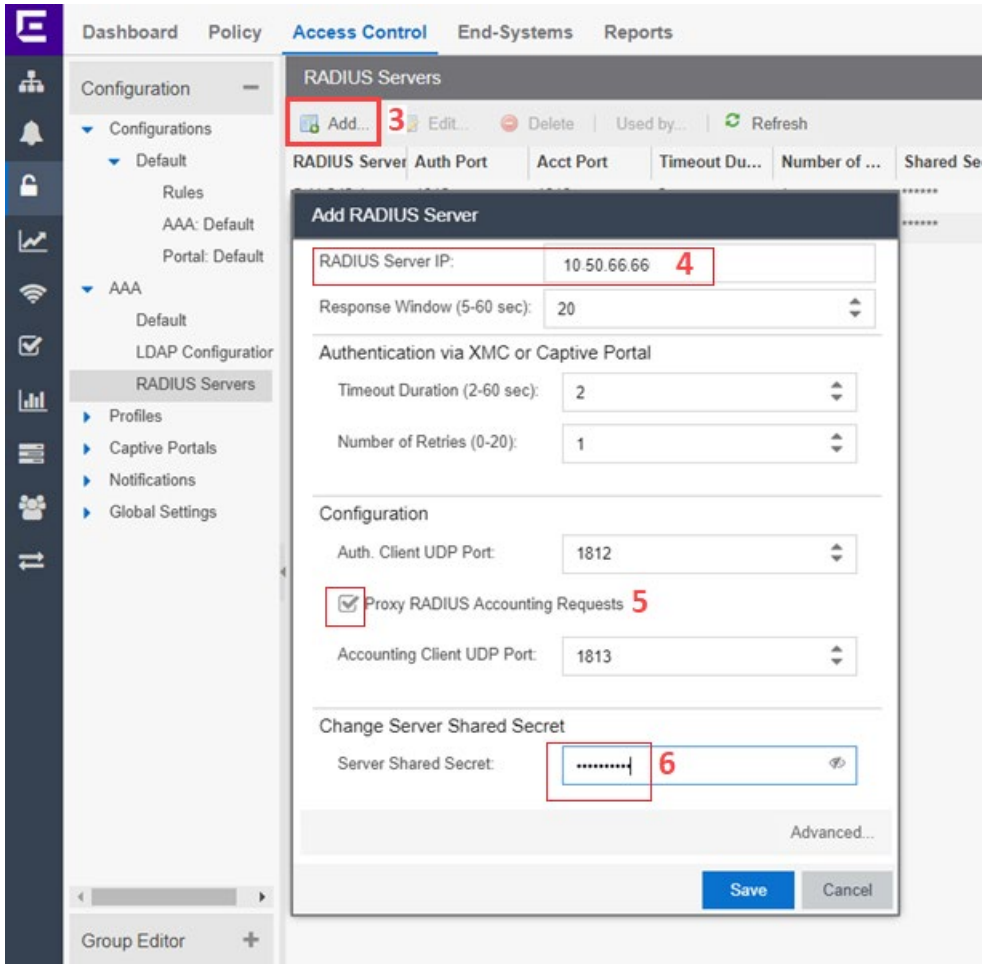 Dashboard Policy Access Control End-Systems Reports
Configuration
Configurations
Default
Rules
AAA: Default
Portal: Default
AAA
Default
LDAP Configuration
RADIUS Servers
Profiles
Captive Portals
Notifications
Global Settings
Group Editor
RADIUS Servers
Add... 3 Edit... Delete Used by... Refresh
RADIUS Server Auth Port Acct Port Timeout Du... Number of ... Shared Se
******
******
Add RADIUS Server
RADIUS Server IP: 10.50.66.66 4
Response Window (5-60 sec): 20
Authentication via XMC or Captive Portal
Timeout Duration (2-60 sec): 2
Number of Retries (0-20): 1
Configuration
Auth. Client UDP Port: 1812
Proxy RADIUS Accounting Requests 5
Accounting Client UDP Port: 1813
Change Server Shared Secret
Server Shared Secret: •••••••••• 6
Advanced...
Save Cancel